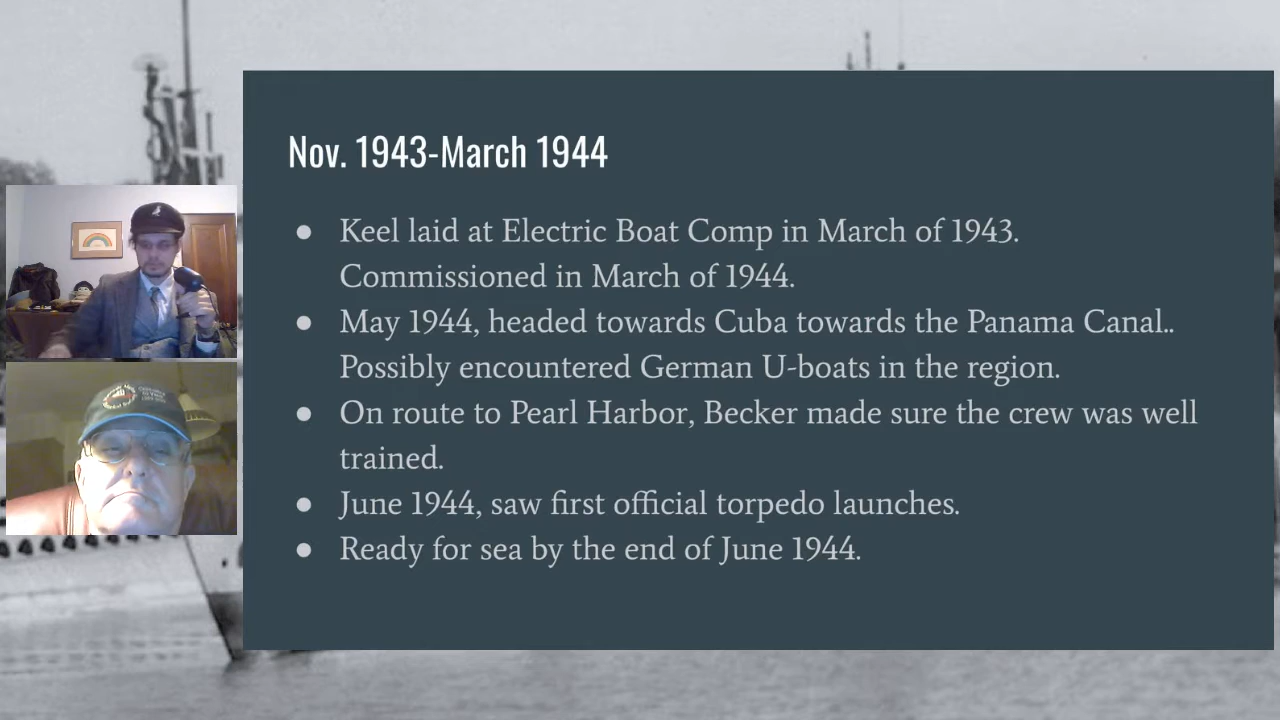 Nov. 1943-March 1944
● Keel laid at Electric Boat Comp in March of 1943.
Commissioned in March of 1944.
● May 1944, headed towards Cuba towards the Panama Canal..
Possibly encountered German U-boats in the region.
● On route to Pearl Harbor, Becker made sure the crew was well
trained.
● June 1944, saw first official torpedo launches.
● Ready for sea by the end of June 1944.